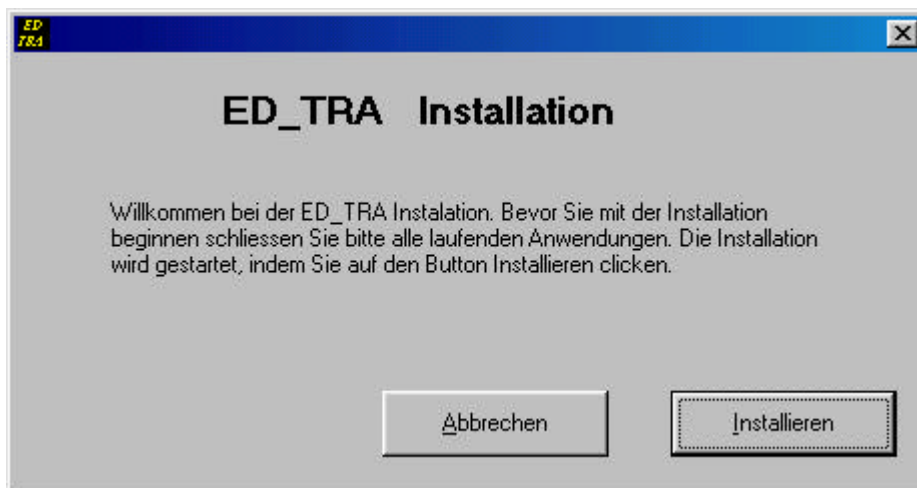 ED
TRA
ED_TRA Installation
Willkommen bei der ED_TRA Instalation. Bevor Sie mit der Installation
beginnen schliessen Sie bitte alle laufenden Anwendungen. Die Installation
wird gestartet, indem Sie auf den Button Installieren clicken.
Abbrechen
Installieren